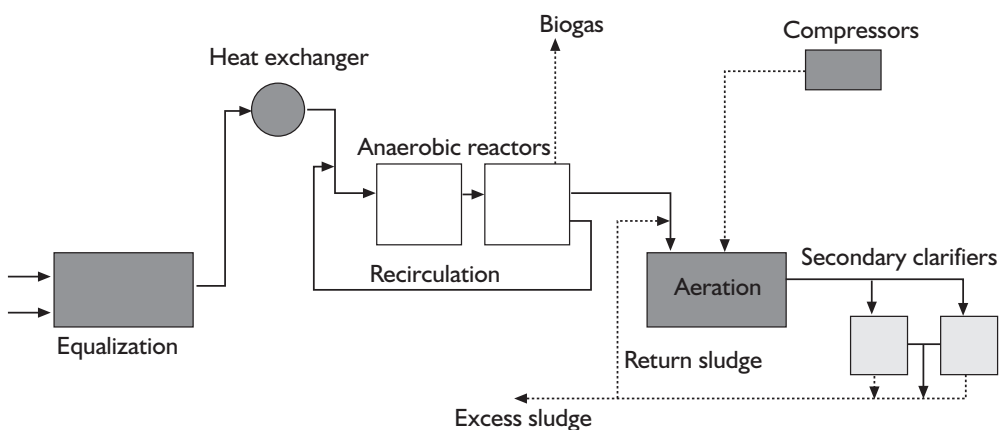 Biogas
Compressors
Heat exchanger
Anaerobic reactors
Recirculation
Secondary clarifiers
Aeration
Equalization
Return sludge
Excess sludge